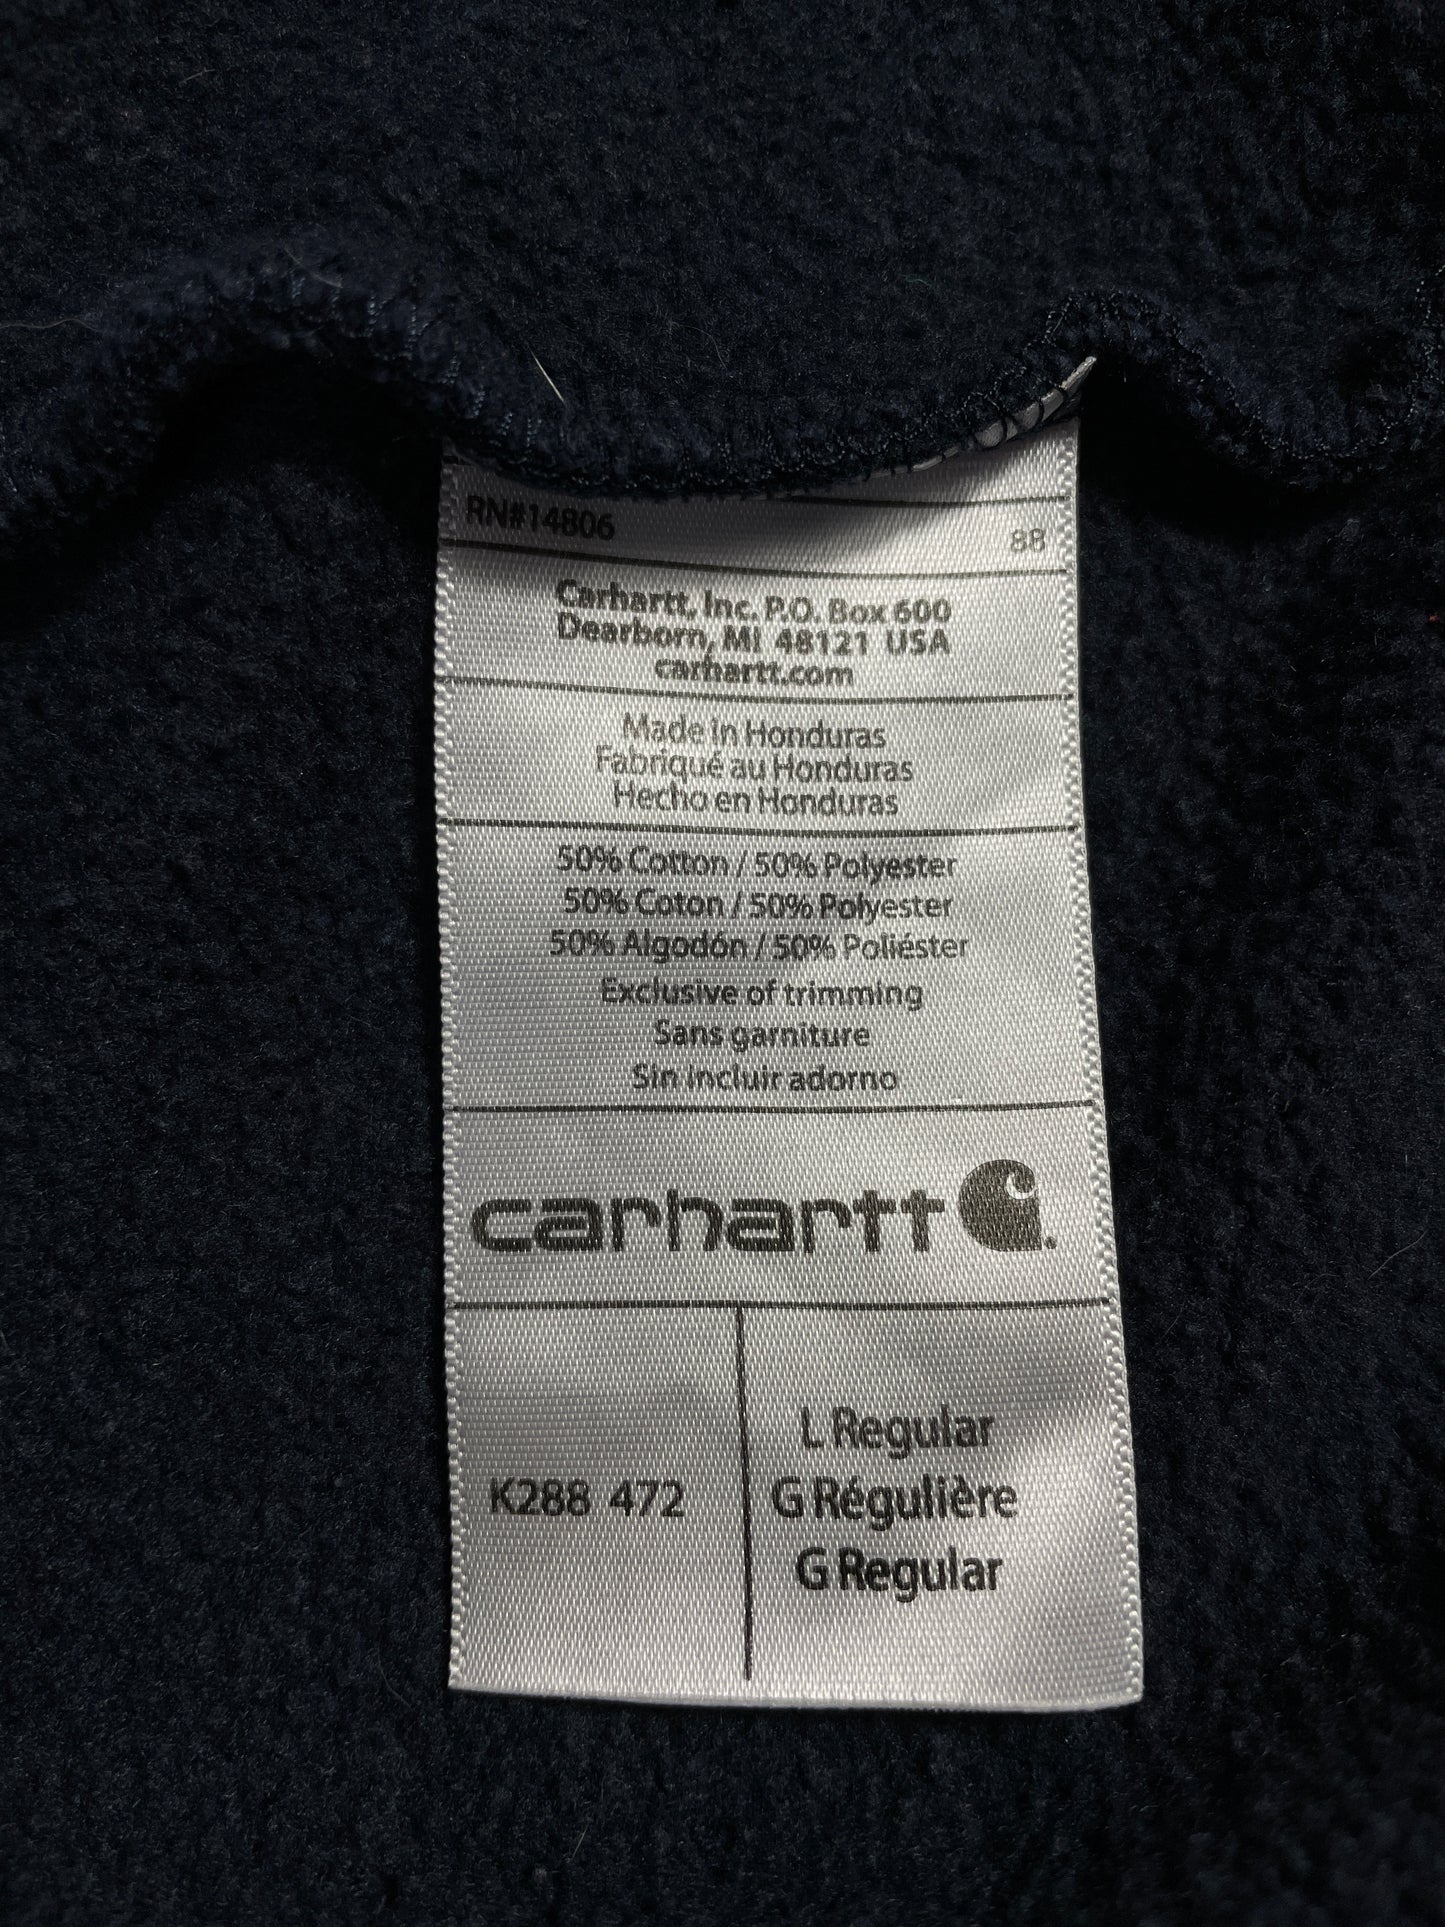 RN#14806 88
Carhartt, Inc. P.O. Box 600
Dearborn, MI 48121 USA
carhartt.com
Made in Honduras
Fabriqué au Honduras
Hecho en Honduras
50% Cotton / 50% Polyester
50% Coton / 50% Polyester
50% Algodón / 50% Poliéster
Exclusive of trimming
Sans garniture
Sin incluir adorno
carhartt
L Regular
K288 472 G Régulière
G Regular